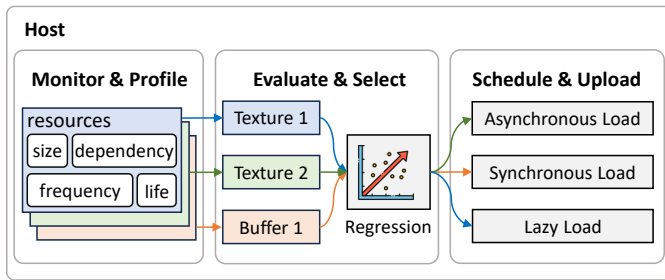 Host
Monitor & Profile
resources
size
dependency
frequency
life
Evaluate & Select
Texture 1
Texture 2
Buffer 1
Regression
Schedule & Upload
Asynchronous Load
Synchronous Load
Lazy Load